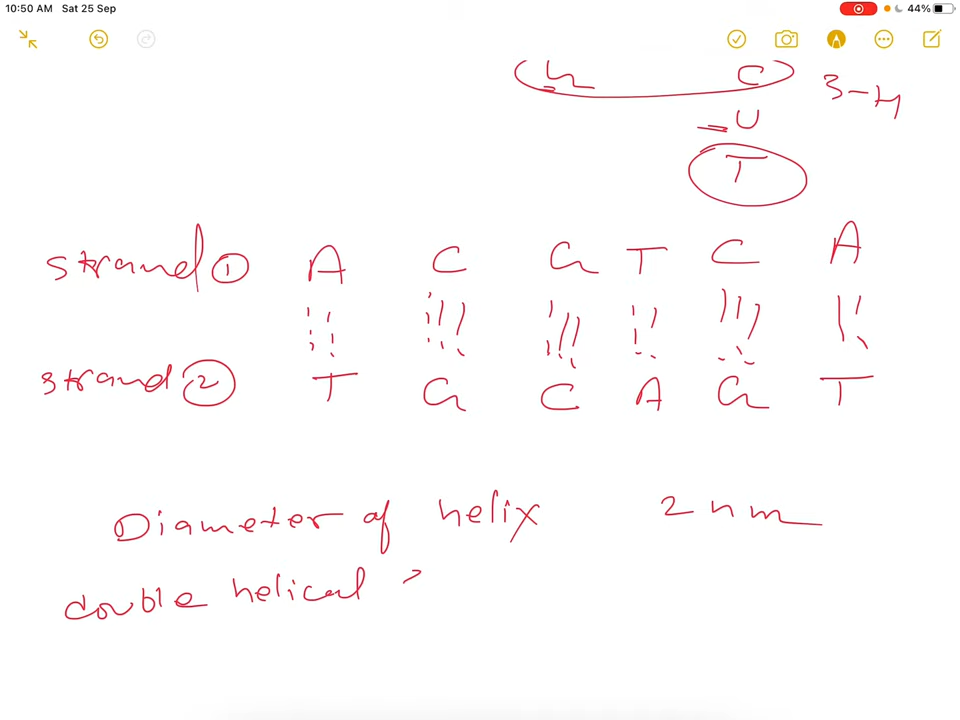 10:50 AM Sat 25 Sep 44%
G C 3-H
U
T
strand 1 A C G T C A
strand 2 T G C A G T
Diameter of helix 2 nm
double helical